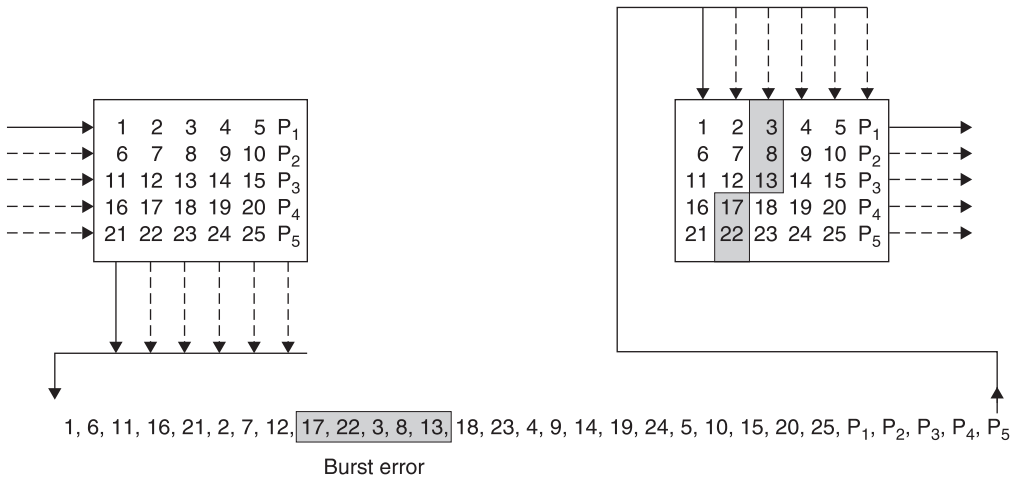 1 2 3 4 5 P1
6 7 8 9 10 P2
11 12 13 14 15 P3
16 17 18 19 20 P4
21 22 23 24 25 P5
1 2 3 4 5 P1
6 7 8 9 10 P2
11 12 13 14 15 P3
16 17 18 19 20 P4
21 22 23 24 25 P5
1, 6, 11, 16, 21, 2, 7, 12, 17, 22, 3, 8, 13, 18, 23, 4, 9, 14, 19, 24, 5, 10, 15, 20, 25, P1, P2, P3, P4, P5
Burst error